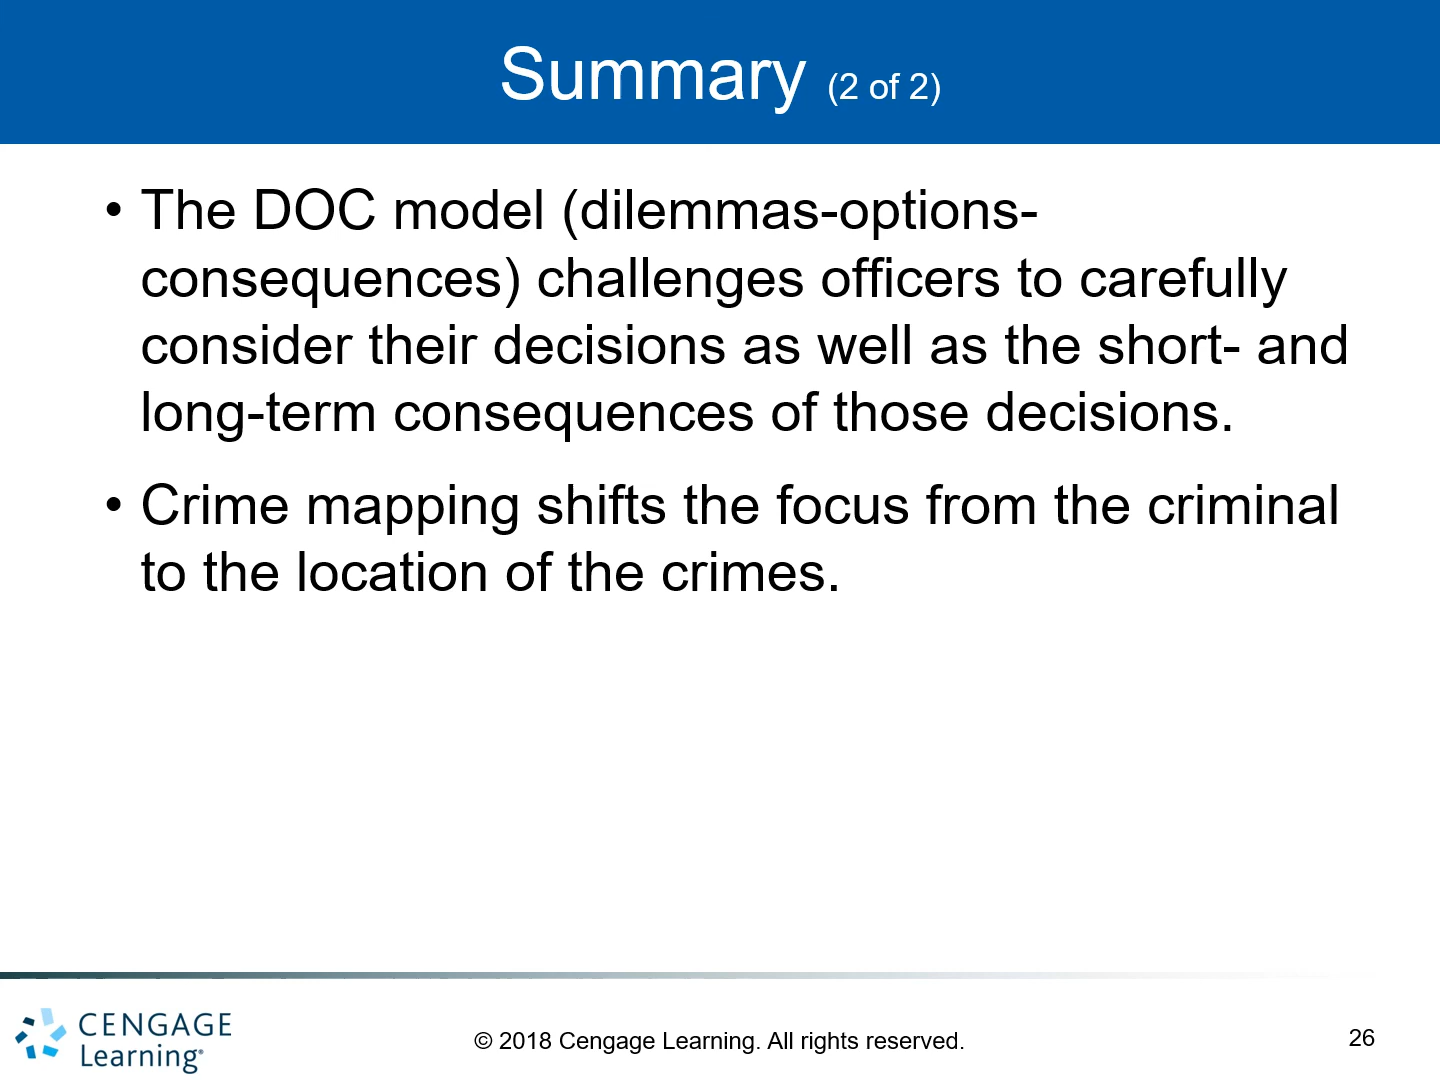 Summary (2 of 2)
• The DOC model (dilemmas-options-
consequences) challenges officers to carefully
consider their decisions as well as the short- and
long-term consequences of those decisions.
• Crime mapping shifts the focus from the criminal
to the location of the crimes.
CENGAGE
Learning®
© 2018 Cengage Learning. All rights reserved.
26